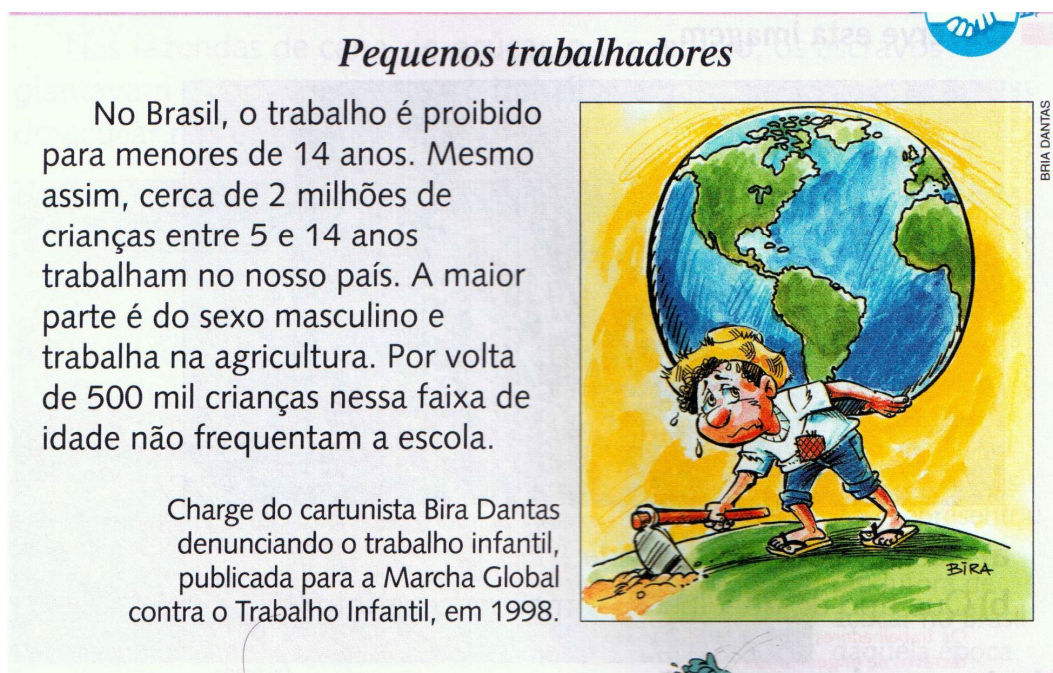 Pequenos trabalhadores
No Brasil, o trabalho é proibido
para menores de 14 anos. Mesmo
assim, cerca de 2 milhões de
crianças entre 5 e 14 anos
trabalham no nosso país. A maior
parte é do sexo masculino e
trabalha na agricultura. Por volta
de 500 mil crianças nessa faixa de
idade não frequentam a escola.
Charge do cartunista Bira Dantas
denunciando o trabalho infantil,
publicada para a Marcha Global
contra o Trabalho Infantil, em 1998.
BRIA DANTAS
BIRA